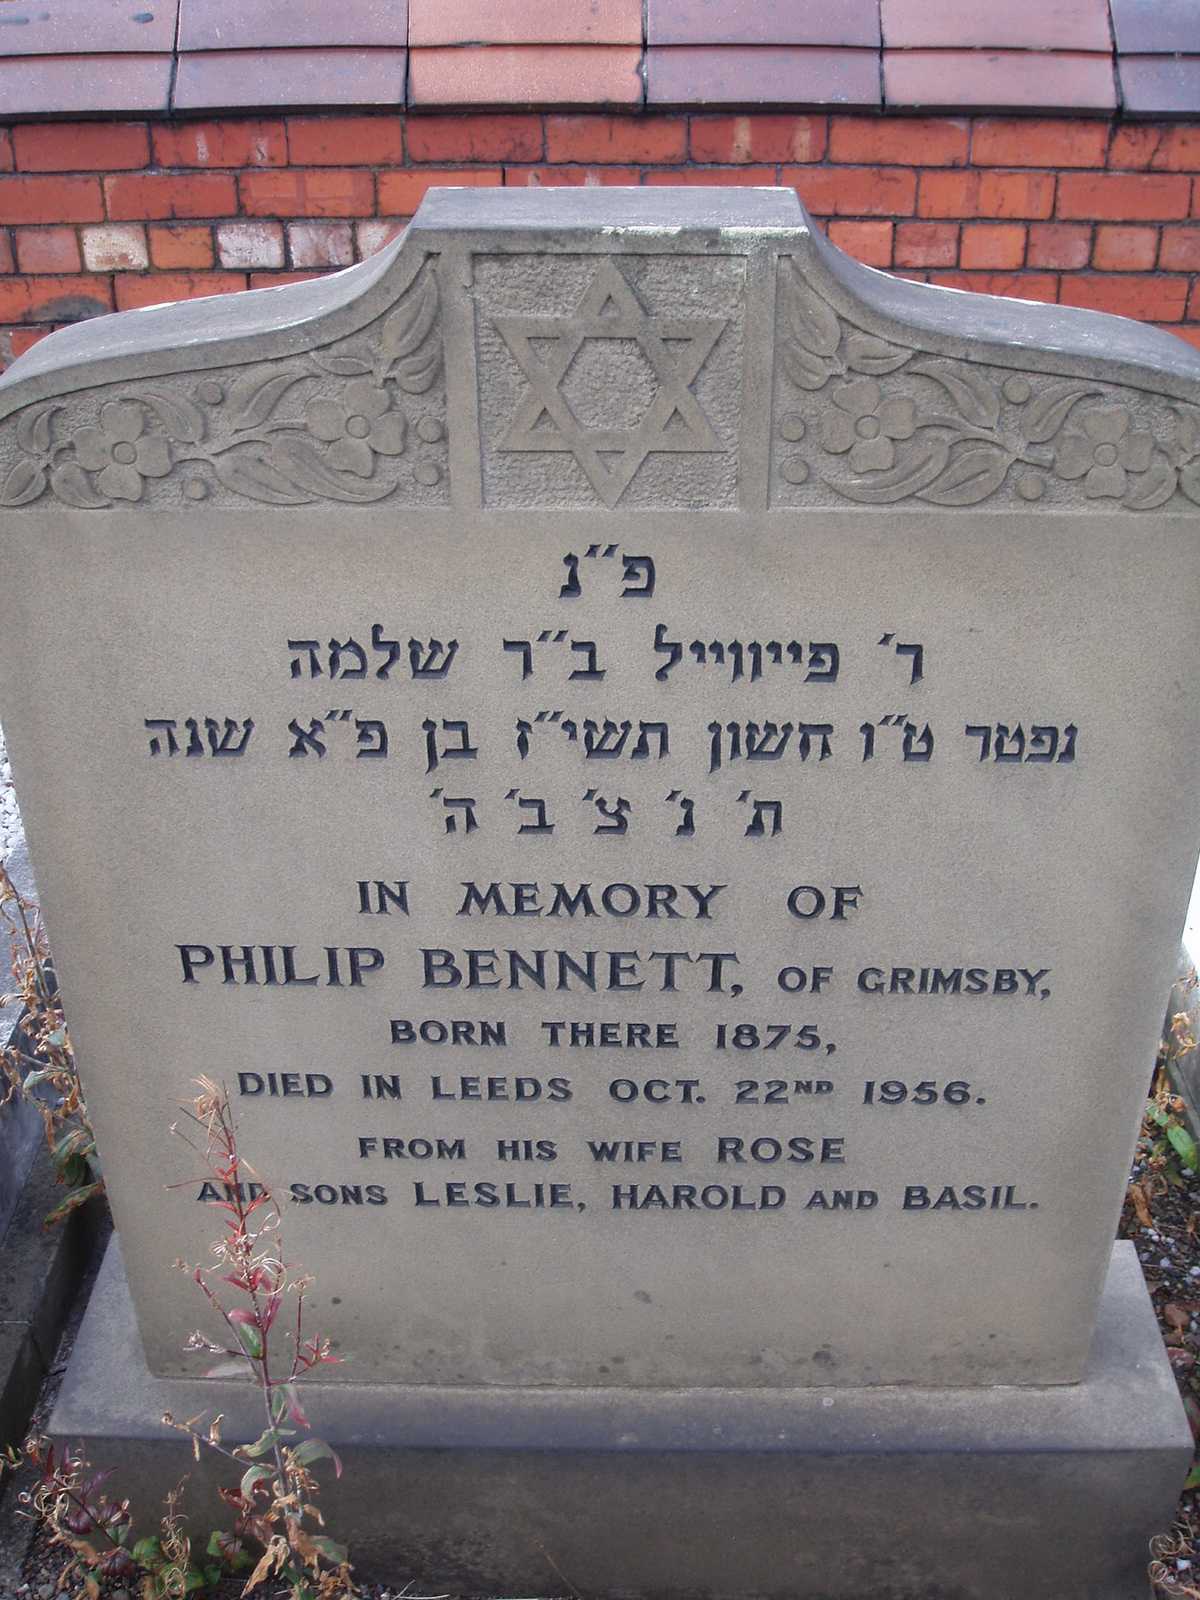 פ״נ
ר׳ פייווייל ב״ר שלמה
נפטר ט״ו חשון תשי״ז בן פ״א שנה
ת׳ נ׳ צ׳ ב׳ ה׳
IN MEMORY OF
PHILIP BENNETT, OF GRIMSBY,
BORN THERE 1875,
DIED IN LEEDS OCT. 22ND 1956.
FROM HIS WIFE ROSE
AND SONS LESLIE, HAROLD AND BASIL.